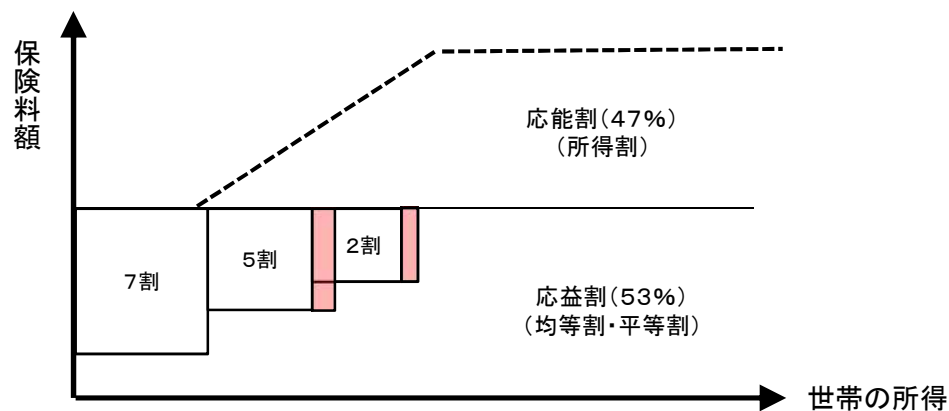 保険料額
応能割(47%)
(所得割)
7割
5割
2割
応益割(53%)
(均等割・平等割)
世帯の所得